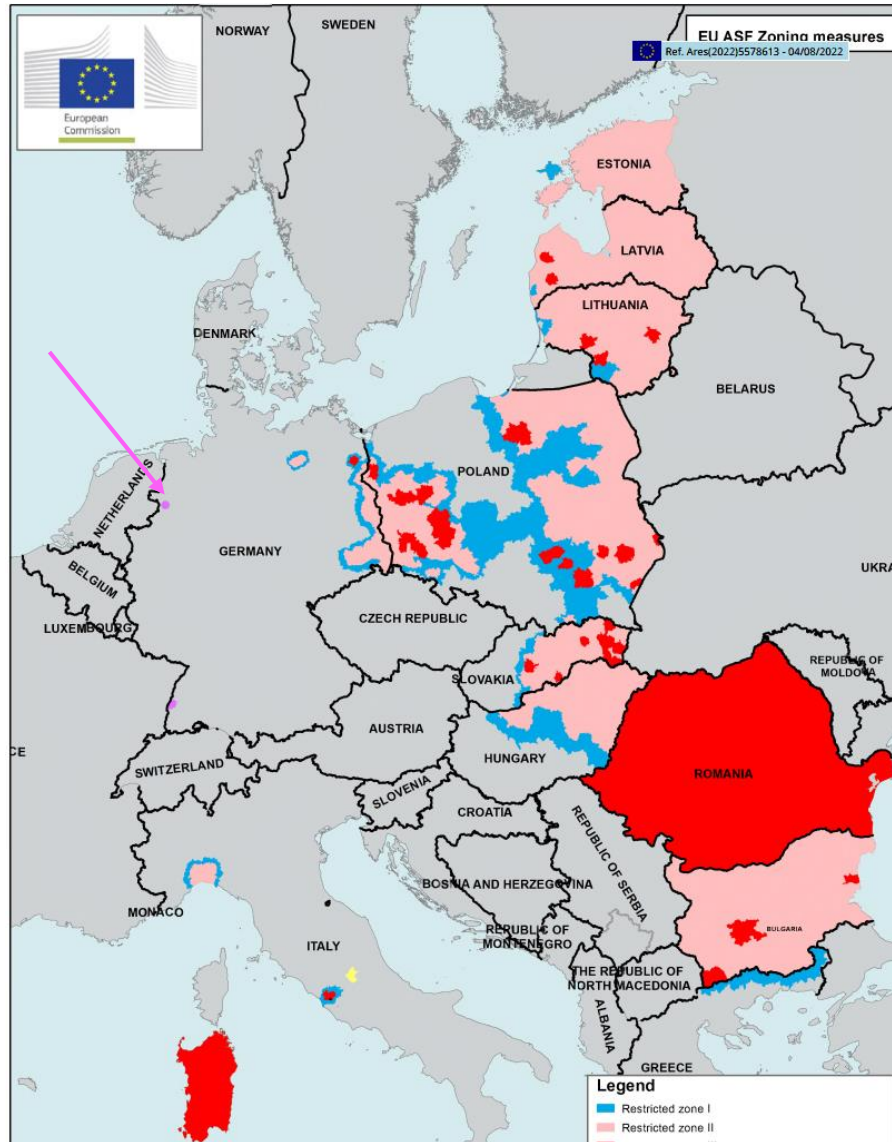 NORWAY
SWEDEN
EU ASF Zoning measures
Ref. Ares(2022)5578613 - 04/08/2022
European
Commission
ESTONIA
LATVIA
LITHUANIA
DENMARK
BELARUS
NETHERLANDS
POLAND
GERMANY
BELGIUM
UKRA
LUXEMBOURG
CZECH REPUBLIC
SLOVAKIA
REPUBLIC OF
MOLDOVA
AUSTRIA
CE
SWITZERLAND
HUNGARY
ROMANIA
SLOVENIA
CROATIA
REPUBLIC OF SERBIA
BOSNIA AND HERZEGOVINA
MONACO
BULGARIA
ITALY
REPUBLIC OF
MONTENEGRO
THE REPUBLIC OF
NORTH MACEDONIA
ALBANIA
GREECE
Legend
Restricted zone I
Restricted zone II